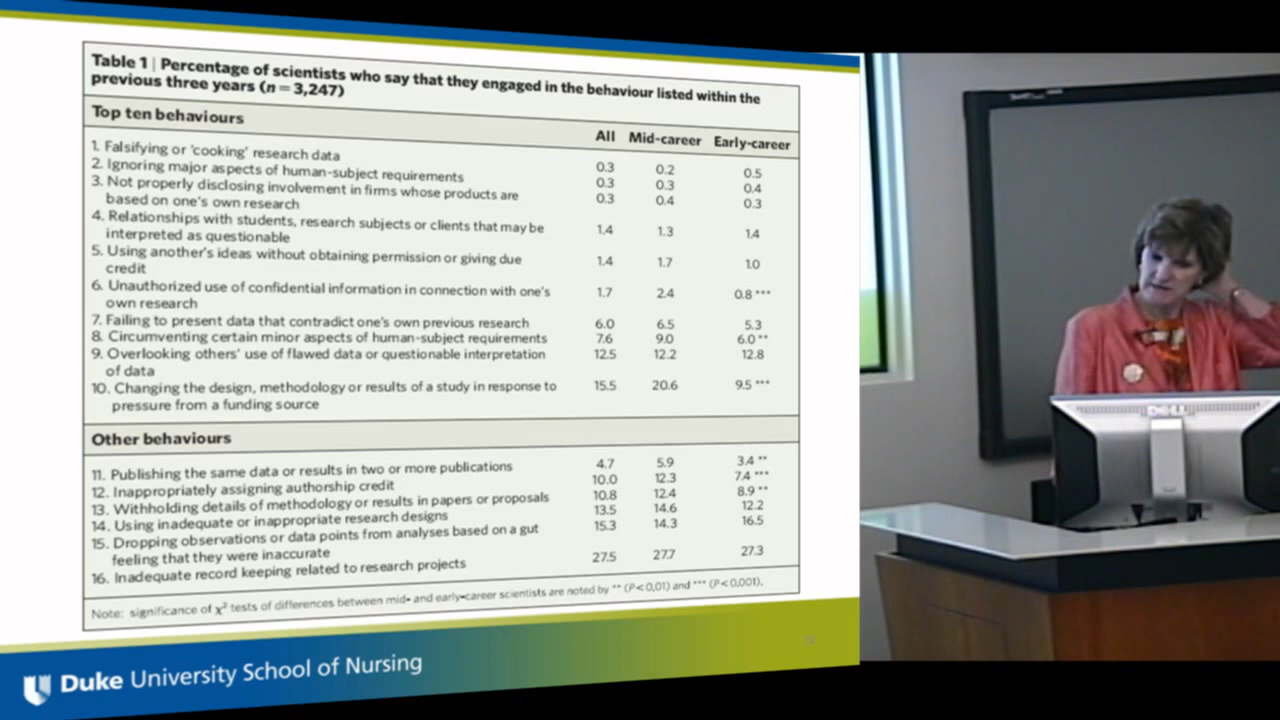 Table 1 | Percentage of scientists who say that they engaged in the behaviour listed within the
previous three years (n = 3,247)
Top ten behaviours All Mid-career Early-career
1. Falsifying or 'cooking' research data 0.3 0.2 0.5
2. Ignoring major aspects of human-subject requirements 0.3 0.3 0.4
3. Not properly disclosing involvement in firms whose products are 0.3 0.4 0.3
based on one's own research
4. Relationships with students, research subjects or clients that may be 1.4 1.3 1.4
interpreted as questionable
5. Using another's ideas without obtaining permission or giving due 1.4 1.7 1.0
credit
6. Unauthorized use of confidential information in connection with one's 1.7 2.4 0.8 ***
own research
7. Failing to present data that contradict one's own previous research 6.0 6.5 5.3
8. Circumventing certain minor aspects of human-subject requirements 7.6 9.0 6.0 **
9. Overlooking others' use of flawed data or questionable interpretation 12.5 12.2 12.8
of data
10. Changing the design, methodology or results of a study in response to 15.5 20.6 9.5 ***
pressure from a funding source
Other behaviours
11. Publishing the same data or results in two or more publications 4.7 5.9 3.4 **
12. Inappropriately assigning authorship credit 10.0 12.3 7.4 ***
13. Withholding details of methodology or results in papers or proposals 10.8 12.4 8.9 **
14. Using inadequate or inappropriate research designs 13.5 14.6 12.2
15. Dropping observations or data points from analyses based on a gut 15.3 14.3 16.5
feeling that they were inaccurate
16. Inadequate record keeping related to research projects 27.5 27.7 27.3
Note: significance of χ² tests of differences between mid- and early-career scientists are noted by ** (P<0.01) and *** (P<0.001).
Duke University School of Nursing
DELL